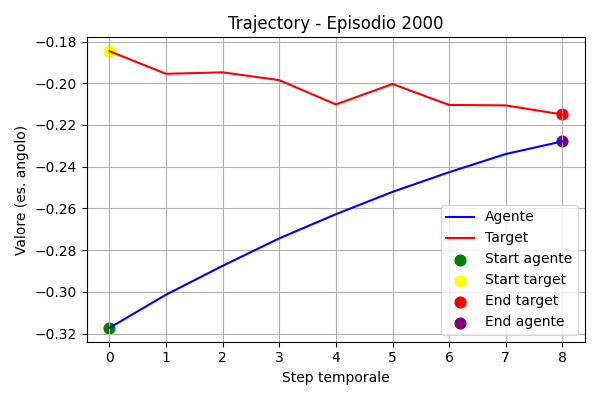 Trajectory - Episodio 2000
Valore (es. angolo)
−0.18
−0.20
−0.22
−0.24
−0.26
−0.28
−0.30
−0.32
Agente
Target
Start agente
Start target
End target
End agente
0 1 2 3 4 5 6 7 8
Step temporale